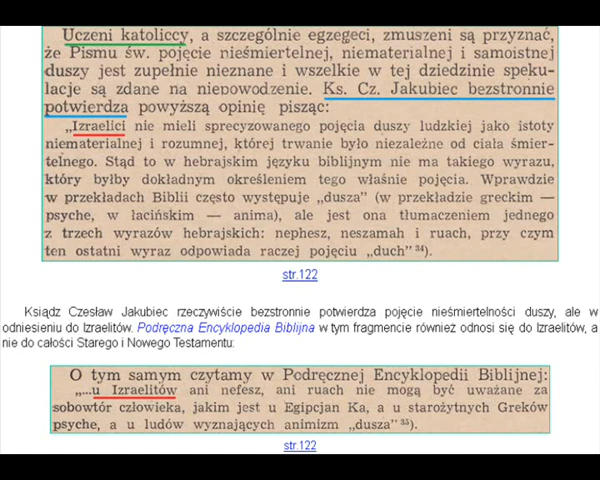 Uczeni katoliccy, a szczególnie egzegeci, zmuszeni są przyznać,
że Pismu św. pojęcie nieśmiertelnej, niematerialnej i samoistnej
duszy jest zupełnie nieznane i wszelkie w tej dziedzinie speku-
lacje są zdane na niepowodzenie. Ks. Cz. Jakubiec bezstronnie
potwierdza powyższą opinię pisząc:
„Izraelici nie mieli sprecyzowanego pojęcia duszy ludzkiej jako istoty
niematerialnej i rozumnej, której trwanie było niezależne od ciała śmier-
telnego. Stąd to w hebrajskim języku biblijnym nie ma takiego wyrazu,
który byłby dokładnym określeniem tego właśnie pojęcia. Wprawdzie
w przekładach Biblii często występuje „dusza” (w przekładzie greckim —
psyche, w łacińskim — anima), ale jest ona tłumaczeniem jednego
z trzech wyrazów hebrajskich: nephesz, neszamah i ruach, przy czym
ten ostatni wyraz odpowiada raczej pojęciu „duch” ³⁴).
str.122
Ksiądz Czesław Jakubiec rzeczywiście bezstronnie potwierdza pojęcie nieśmiertelności duszy, ale w
odniesieniu do Izraelitów. Podręczna Encyklopedia Biblijna w tym fragmencie również odnosi się do Izraelitów, a
nie do całości Starego i Nowego Testamentu:
O tym samym czytamy w Podręcznej Encyklopedii Biblijnej:
„...u Izraelitów ani nefesz, ani ruach nie mogą być uważane za
sobowtór człowieka, jakim jest u Egipcjan Ka, a u starożytnych Greków
psyche, a u ludów wyznających animizm „dusza” ³⁵).
str.122